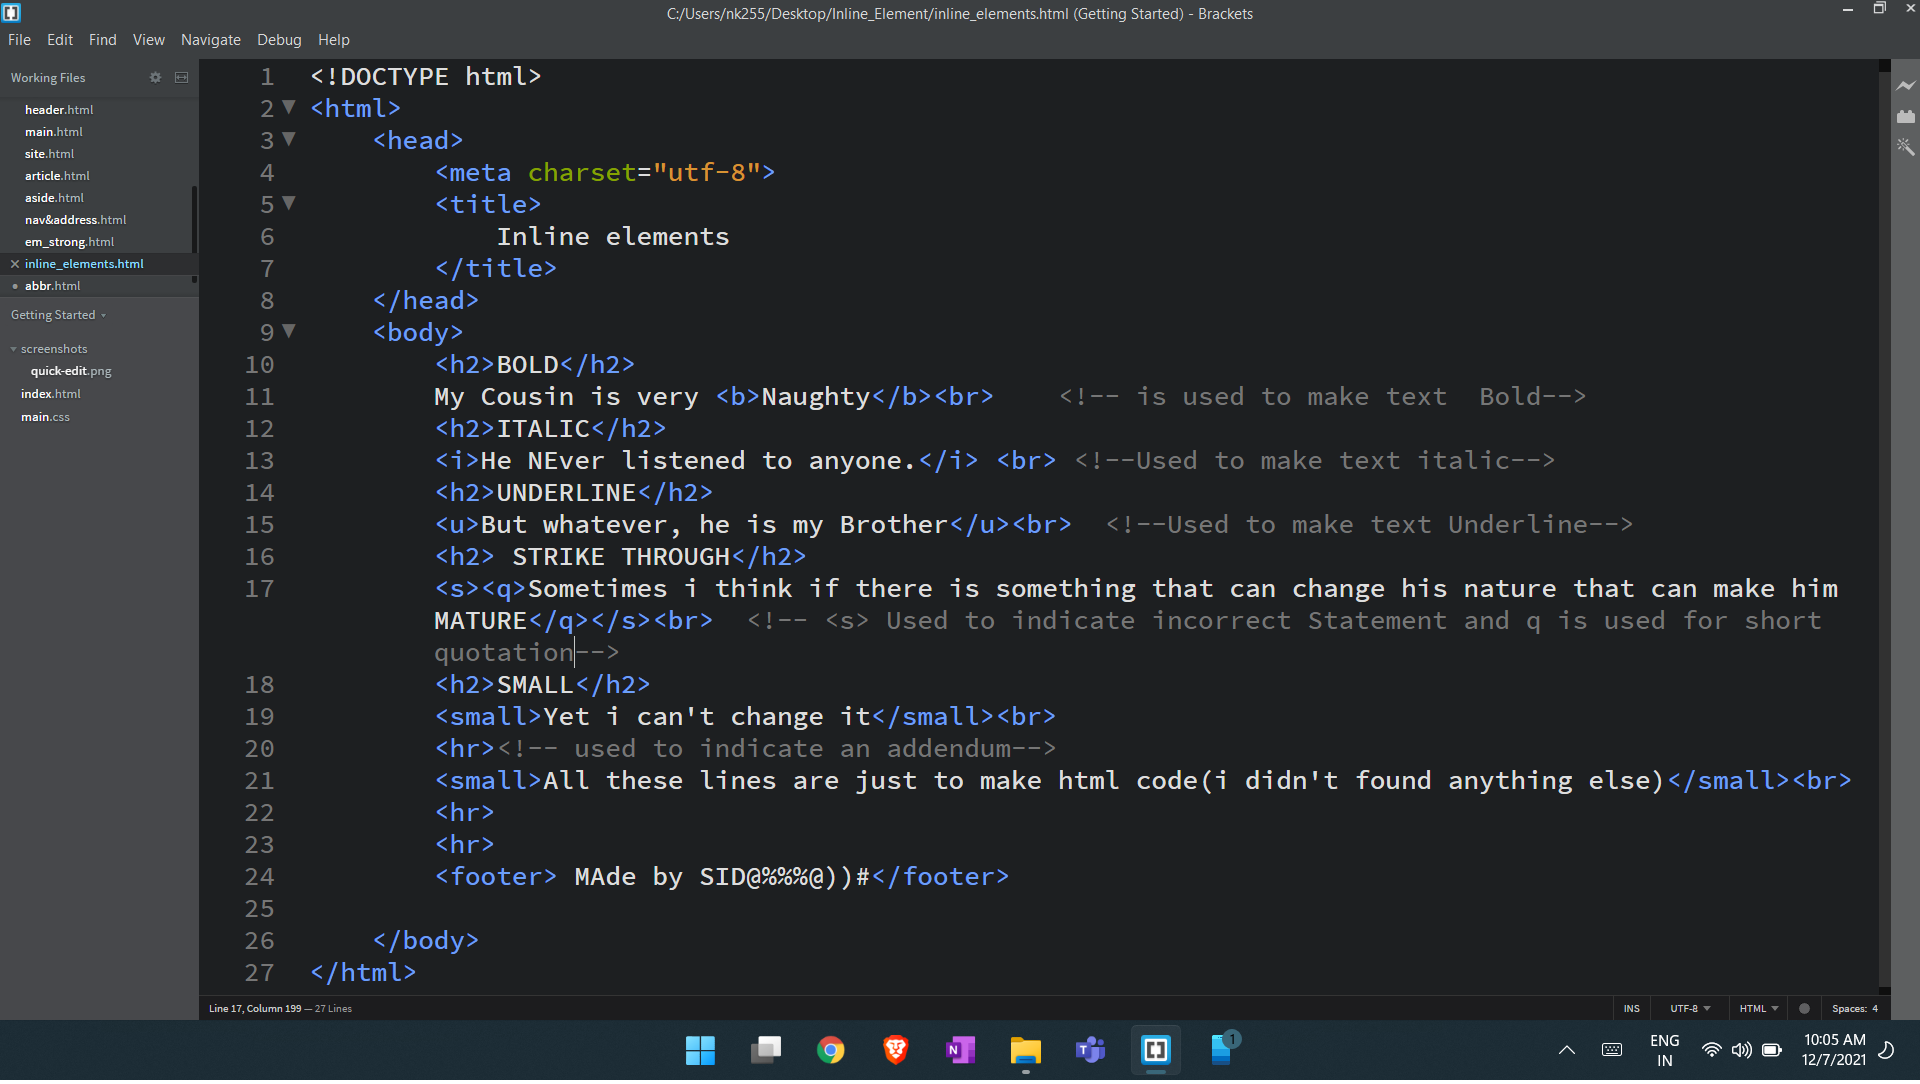 C:/Users/nk255/Desktop/Inline_Element/inline_elements.html (Getting Started) - Brackets
File Edit Find View Navigate Debug Help
Working Files
header.html
main.html
site.html
article.html
aside.html
nav&address.html
em_strong.html
inline_elements.html
abbr.html
Getting Started
screenshots
quick-edit.png
index.html
main.css
1 <!DOCTYPE html>
2 <html>
3 <head>
4 <meta charset="utf-8">
5 <title>
6 Inline elements
7 </title>
8 </head>
9 <body>
10 <h2>BOLD</h2>
11 My Cousin is very <b>Naughty</b><br> <!-- is used to make text  Bold-->
12 <h2>ITALIC</h2>
13 <i>He NEver listened to anyone.</i> <br> <!--Used to make text italic-->
14 <h2>UNDERLINE</h2>
15 <u>But whatever, he is my Brother</u><br> <!--Used to make text Underline-->
16 <h2> STRIKE THROUGH</h2>
17 <s><q>Sometimes i think if there is something that can change his nature that can make him
MATURE</q></s><br> <!-- <s> Used to indicate incorrect Statement and q is used for short
quotation-->
18 <h2>SMALL</h2>
19 <small>Yet i can't change it</small><br>
20 <hr><!-- used to indicate an addendum-->
21 <small>All these lines are just to make html code(i didn't found anything else)</small><br>
22 <hr>
23 <hr>
24 <footer> MAde by SID@%%%@))#</footer>
25
26 </body>
27 </html>
Line 17, Column 199 — 27 Lines
INS UTF-8 HTML Spaces: 4
N T 1
ENG
IN
10:05 AM
12/7/2021